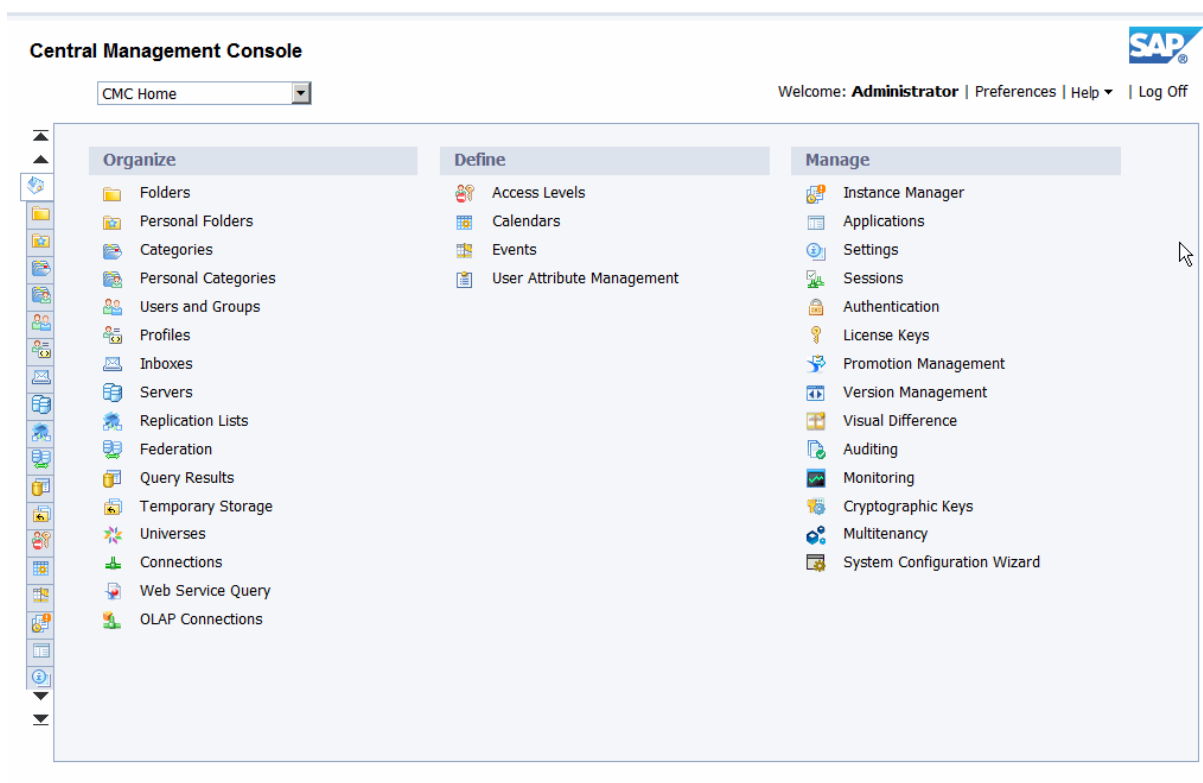 Central Management Console
SAP®
CMC Home
Welcome: Administrator | Preferences | Help | Log Off
Organize
Folders
Personal Folders
Categories
Personal Categories
Users and Groups
Profiles
Inboxes
Servers
Replication Lists
Federation
Query Results
Temporary Storage
Universes
Connections
Web Service Query
OLAP Connections
Define
Access Levels
Calendars
Events
User Attribute Management
Manage
Instance Manager
Applications
Settings
Sessions
Authentication
License Keys
Promotion Management
Version Management
Visual Difference
Auditing
Monitoring
Cryptographic Keys
Multitenancy
System Configuration Wizard